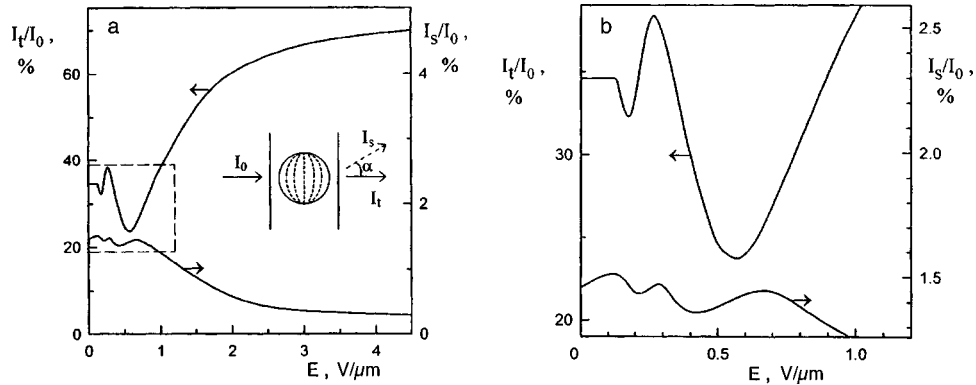 a
I_t/I_0 ,
%
I_s/I_0 ,
%
60
40
20
0
4
2
0
0 1 2 3 4
E , V/μm
I_0
I_s
α
I_t
b
I_t/I_0 ,
%
I_s/I_0 ,
%
30
20
2.5
2.0
1.5
0 0.5 1.0
E , V/μm